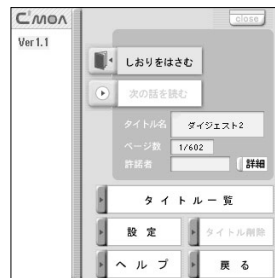 C'MOA
close
Ver 1.1
しおりをはさむ
次の話を読む
タイトル名 ダイジェスト2
ページ数 1/602
許諾者 詳細
タイトル一覧
設定 タイトル削除
ヘルプ 戻る